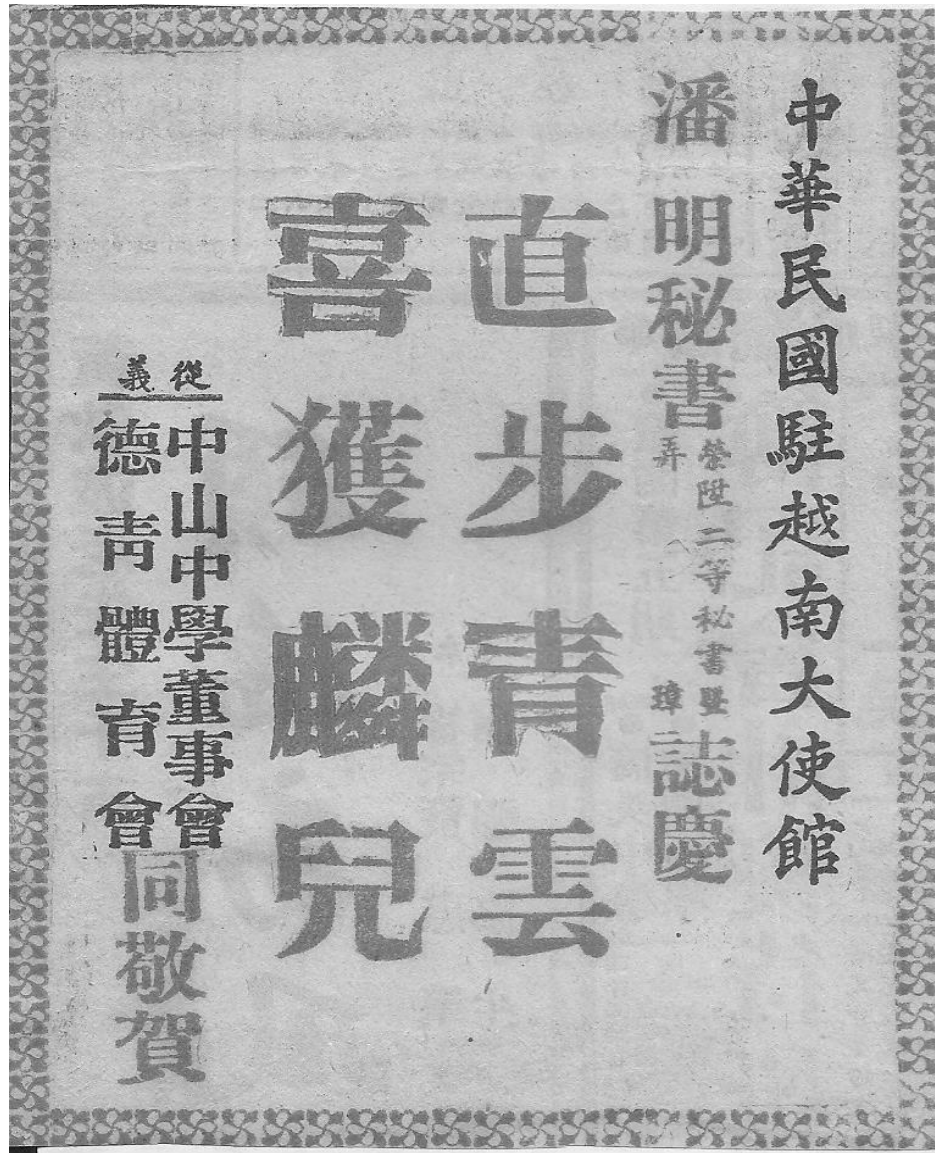 中華民國駐越南大使館
潘明秘書榮陞二等秘書暨弄璋誌慶
直步青雲
喜獲麟兒
從義
中山中學董事會
德青體育會
同敬賀